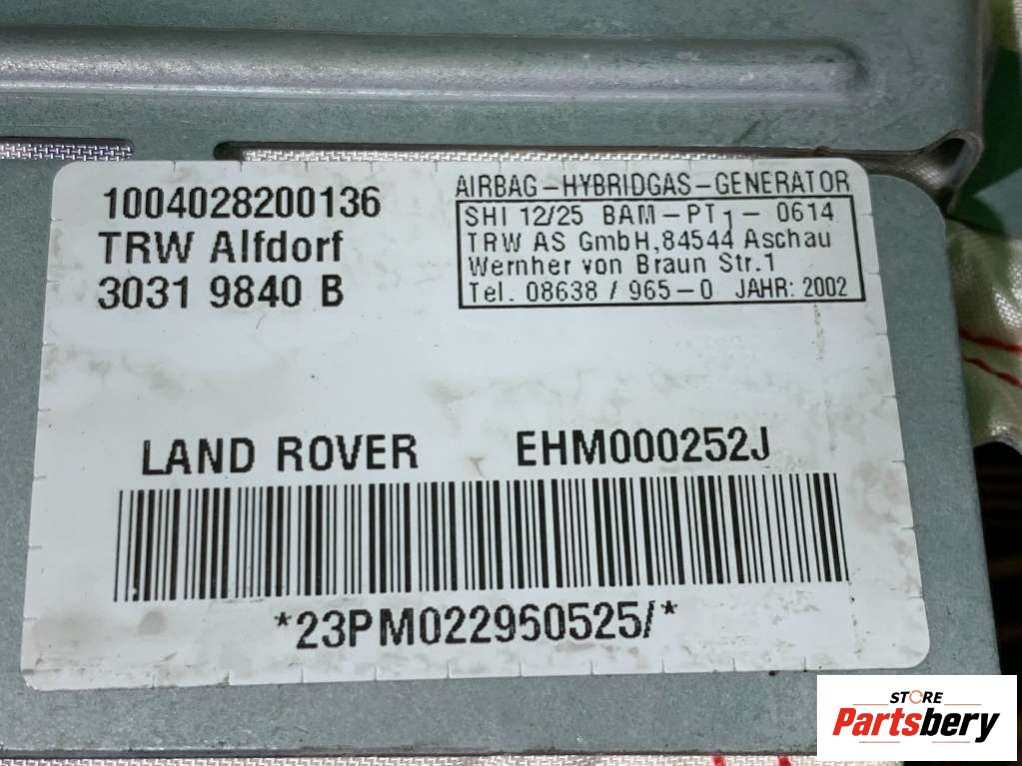 1004028200136
TRW Alfdorf
3031 9840 B
AIRBAG-HYBRIDGAS-GENERATOR
SHI 12/25 BAM-PT1-0614
TRW AS GmbH,84544 Aschau
Wernher von Braun Str.1
Tel. 08638 / 965-0 JAHR: 2002
LAND ROVER EHM000252J
*23PM022960525/*
STORE
Partsbery